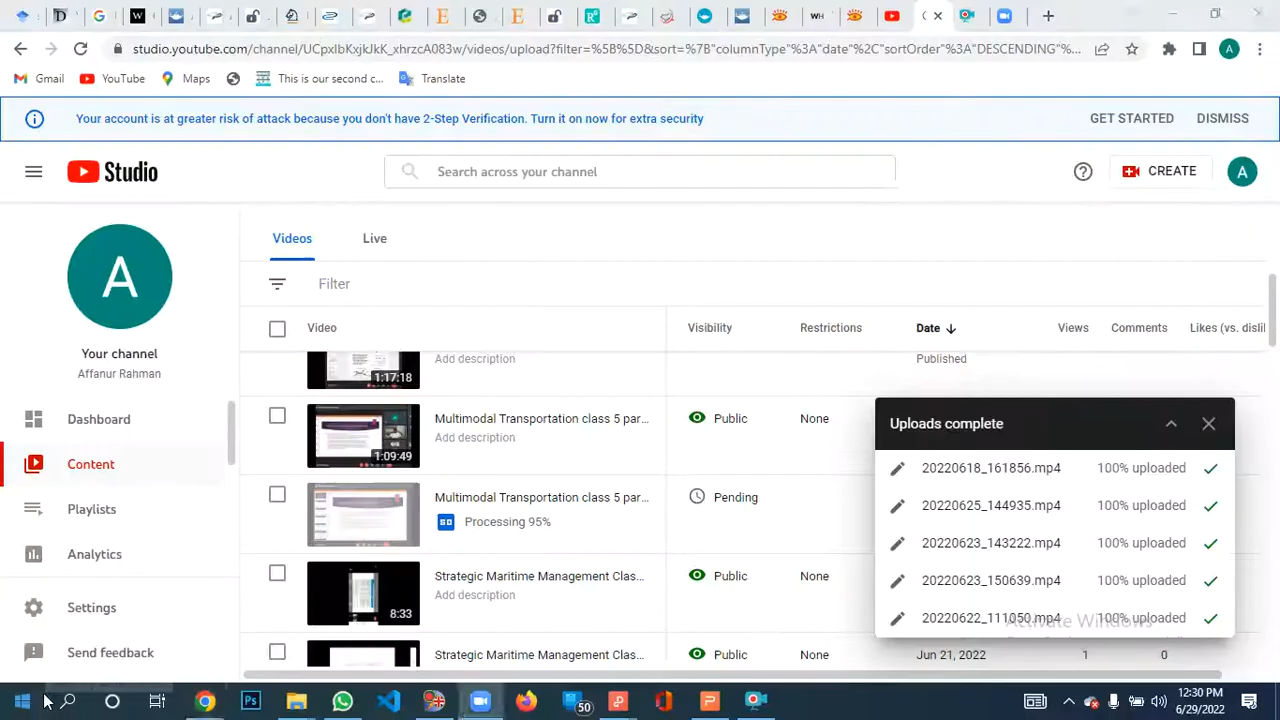 studio.youtube.com/channel/UCpxIbKxjkJkK_xhrzcA083w/videos/upload?filter=%5B%5D&sort=%7B"columnType"%3A"date"%2C"sortOrder"%3A"DESCENDING"%...
A
Gmail YouTube Maps This is our second c... Translate
Your account is at greater risk of attack because you don't have 2-Step Verification. Turn it on now for extra security GET STARTED DISMISS
Studio Search across your channel CREATE A
A
Your channel
Affanur Rahman
Dashboard
Content
Playlists
Analytics
Settings
Send feedback
Videos Live
Filter
Video Visibility Restrictions Date Views Comments Likes (vs. disli
1:17:18 Add description Published
1:09:49 Multimodal Transportation class 5 par... Public None
Add description
Multimodal Transportation class 5 par... Pending
SD Processing 95%
8:33 Strategic Maritime Management Clas... Public None
Add description
Strategic Maritime Management Clas... Public None Jun 21, 2022 1 0
Uploads complete
20220618_161856.mp4 100% uploaded
20220625_144935.mp4 100% uploaded
20220623_143222.mp4 100% uploaded
20220623_150639.mp4 100% uploaded
20220622_111050.mp4 100% uploaded
Activate Windows
Ps 50 P P
12:30 PM
6/29/2022